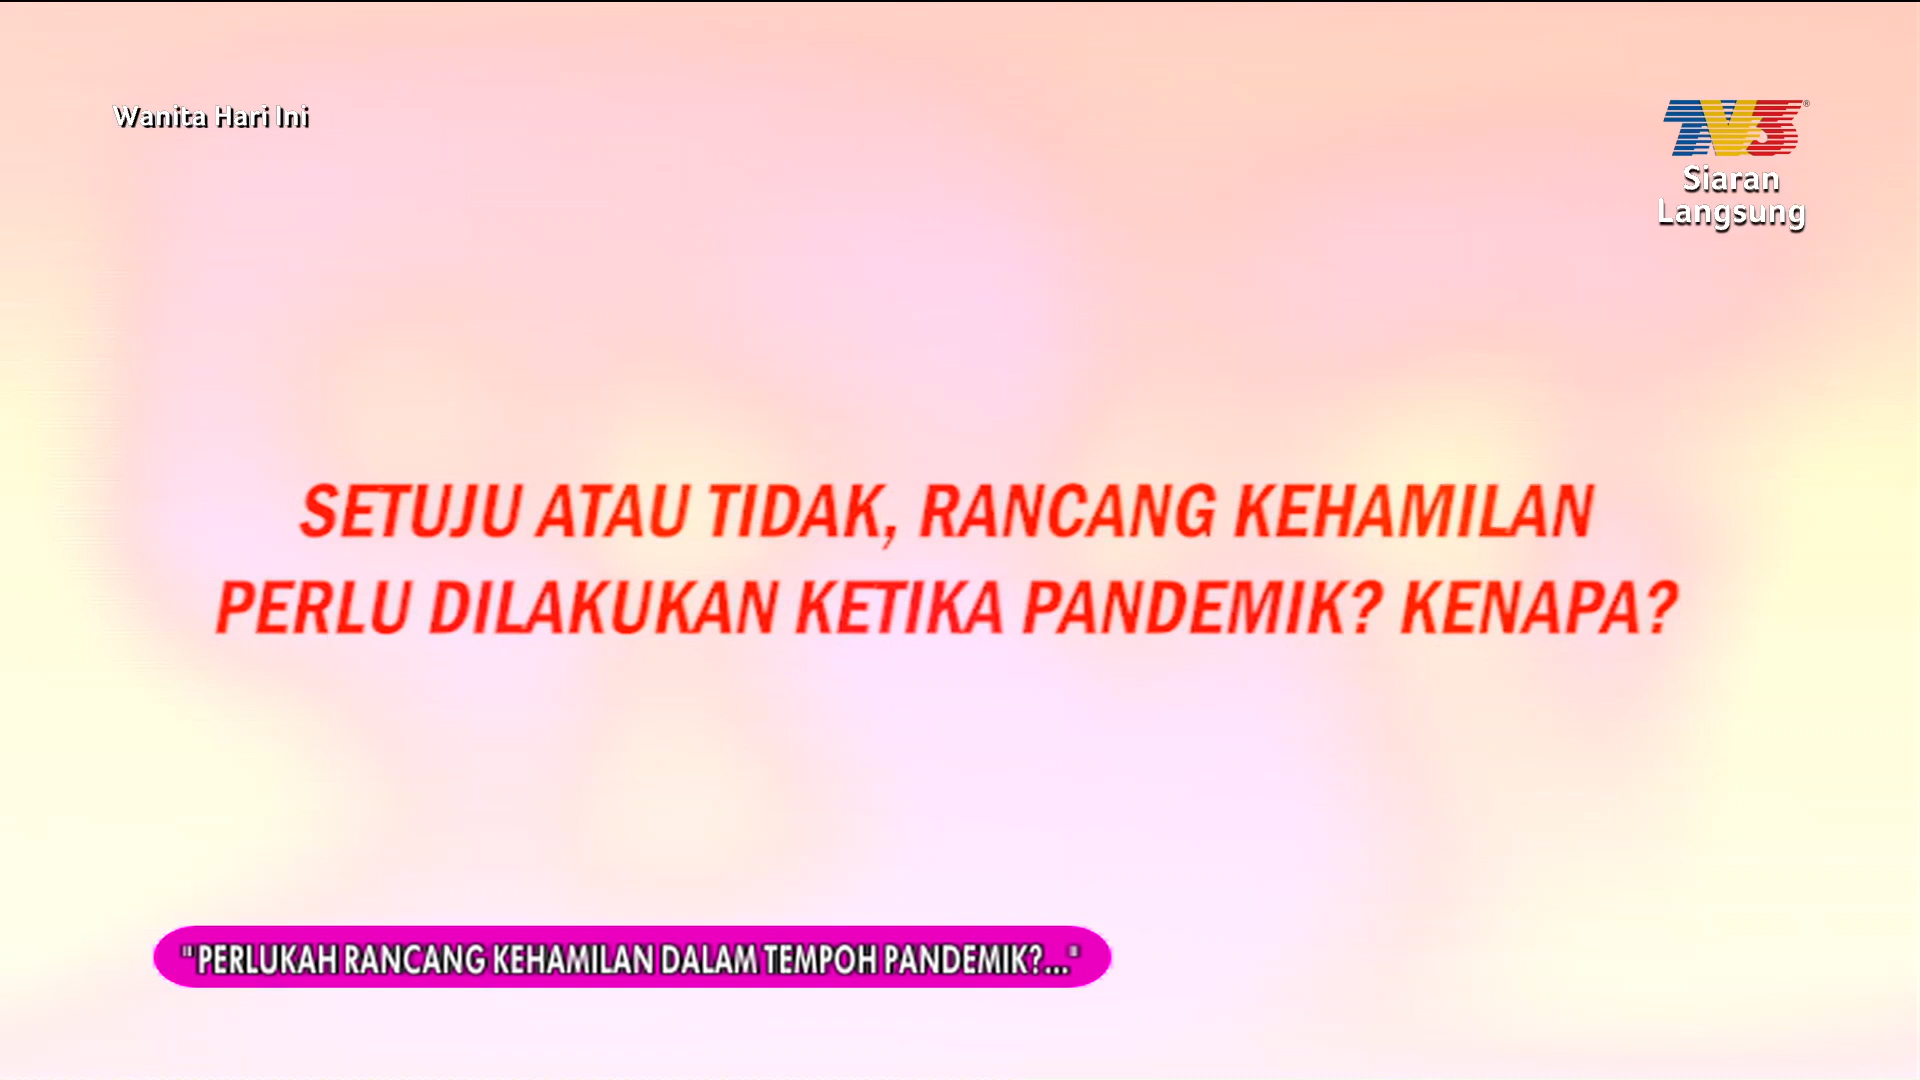 Wanita Hari Ini
TV3®
Siaran
Langsung
SETUJU ATAU TIDAK, RANCANG KEHAMILAN
PERLU DILAKUKAN KETIKA PANDEMIK? KENAPA?
"PERLUKAH RANCANG KEHAMILAN DALAM TEMPOH PANDEMIK?..."